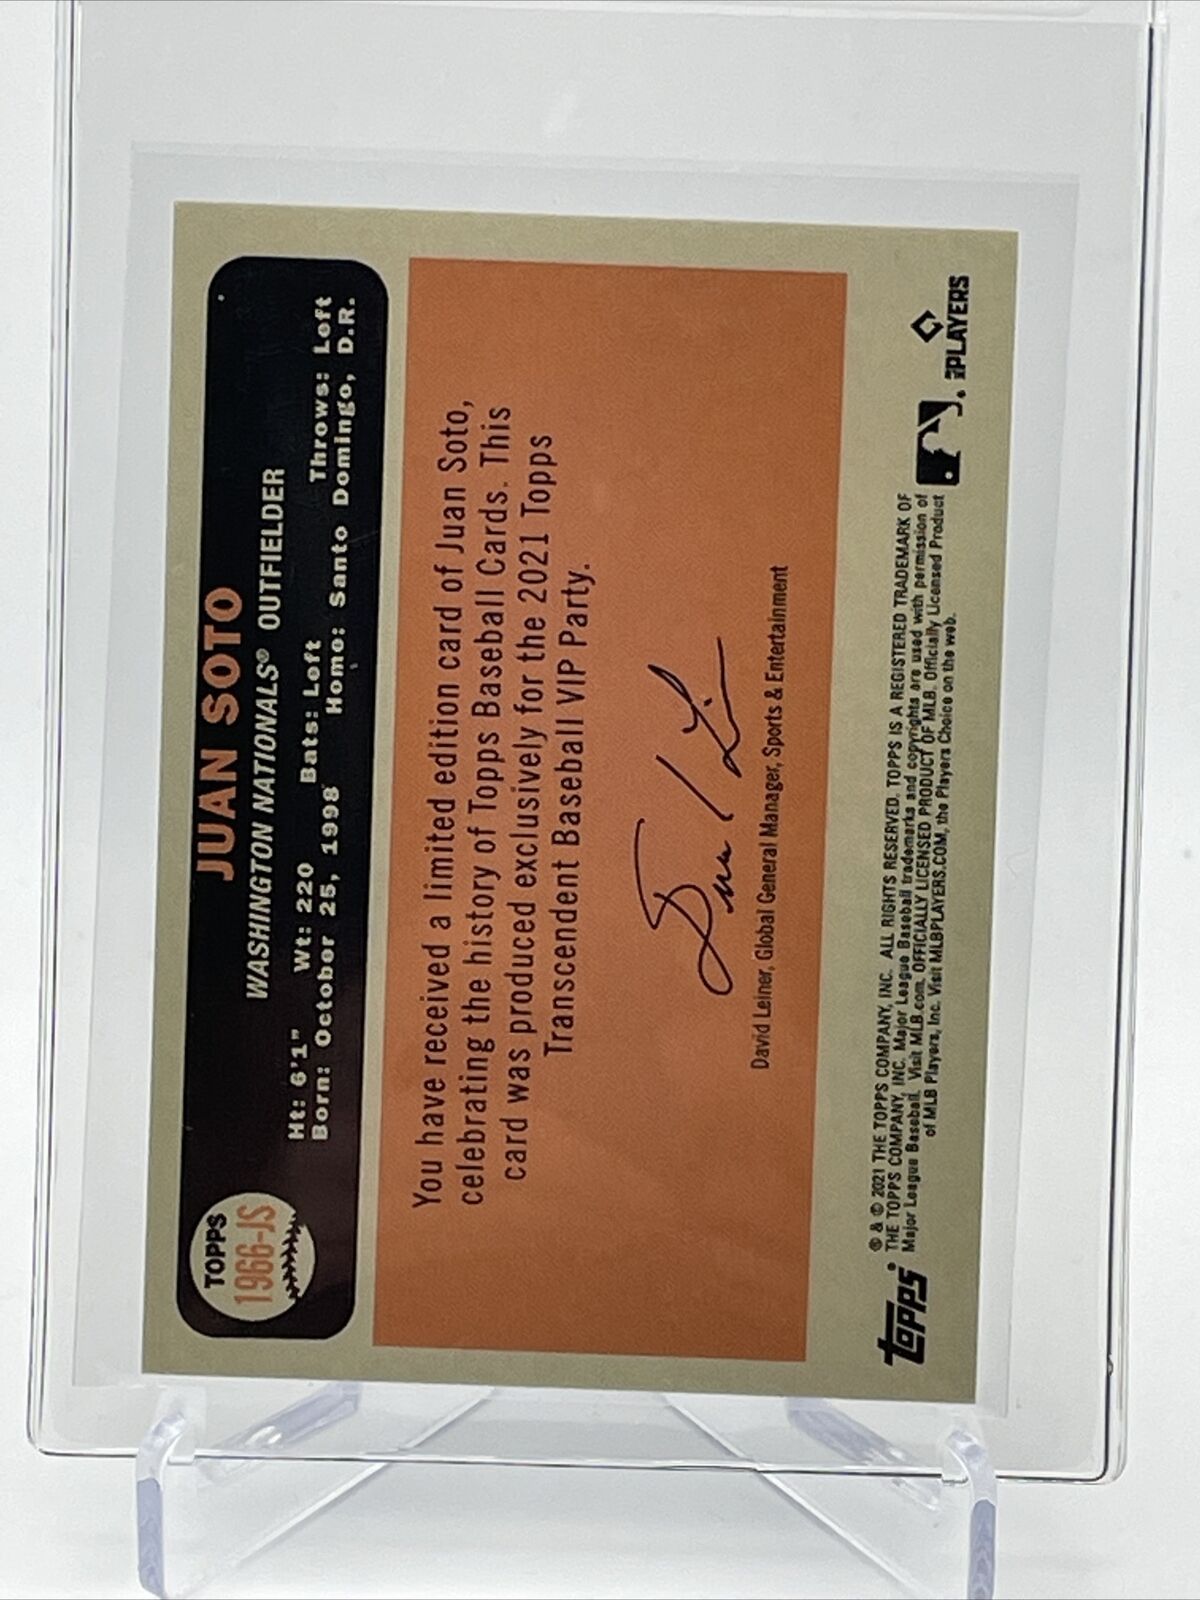 TOPPS
1966-JS
JUAN SOTO
WASHINGTON NATIONALS® OUTFIELDER
Ht: 6'1" Wt: 220 Bats: Left Throws: Left
Born: October 25, 1998 Home: Santo Domingo, D.R.
You have received a limited edition card of Juan Soto,
celebrating the history of Topps Baseball Cards. This
card was produced exclusively for the 2021 Topps
Transcendent Baseball VIP Party.
David Leiner, Global General Manager, Sports & Entertainment
topps®
® & © 2021 THE TOPPS COMPANY, INC. ALL RIGHTS RESERVED. TOPPS IS A REGISTERED TRADEMARK OF
THE TOPPS COMPANY, INC. Major League Baseball trademarks and copyrights are used with permission of
Major League Baseball. Visit MLB.com. OFFICIALLY LICENSED PRODUCT OF MLB. Officially Licensed Product
of MLB Players, Inc. Visit MLBPLAYERS.COM, the Players Choice on the web.
PLAYERS